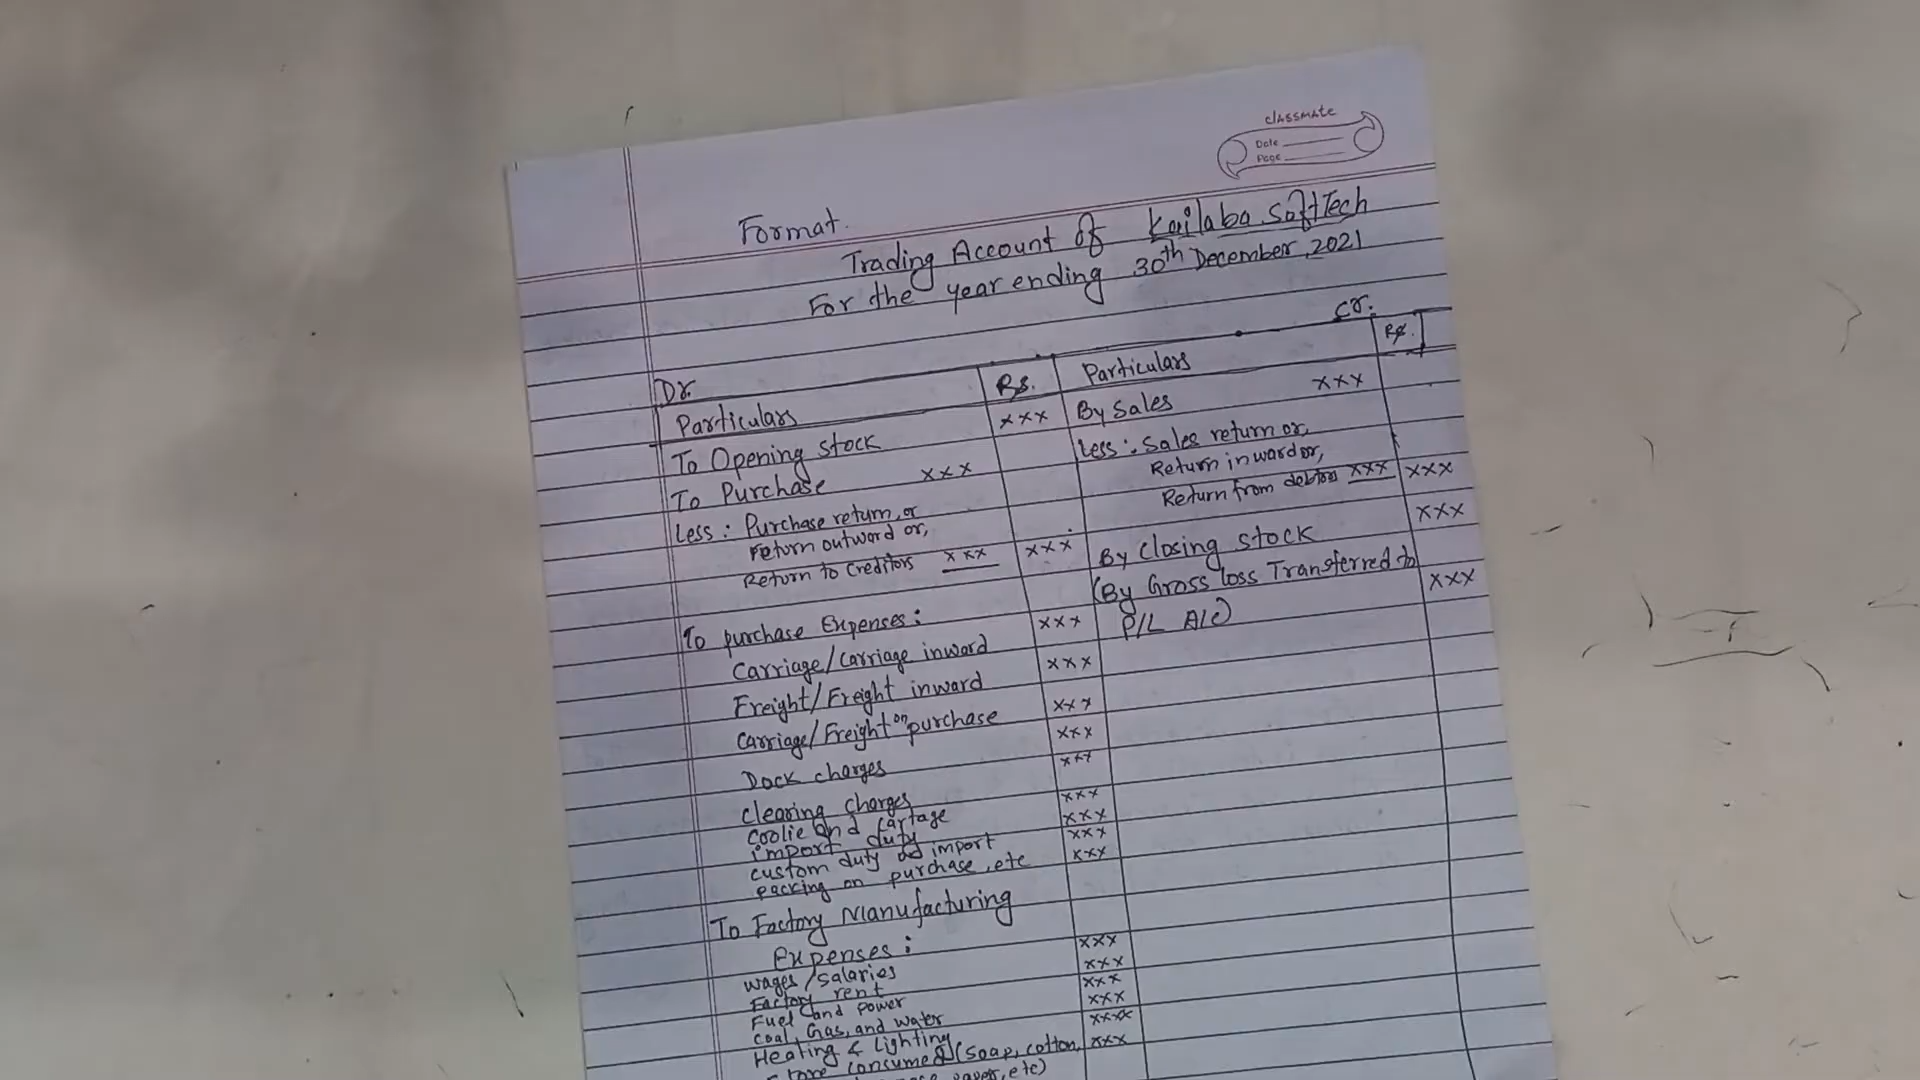 classmate
Date
Page
Format.
Trading Account of Kailaba SoftTech
For the year ending 30th December, 2021
Dr.
Cr.
Particulars Rs. Particulars Rs.
To Opening stock xxx
To Purchase xxx
Less: Purchase return, or
return outward or,
Return to Creditors xxx xxx
To purchase Expenses:
Carriage/Carriage inward xxx
Freight/Freight inward xxx
Carriage/Freight on purchase xxx
Dock charges xxx
clearing charges xxx
coolie and cartage xxx
import duty xxx
custom duty import xxx
packing on purchase, etc xxx
To Factory Manufacturing
Expenses:
wages/salaries xxx
Factory rent xxx
Fuel and power xxx
Coal, Gas, and water xxx
Heating & Lighting xxxx
Store consumed (soap, cotton, xxx
etc)
By Sales xxx
Less: Sales return or,
Return inward or,
Return from debtors xxx xxx
By Closing stock xxx
(By Gross loss Transferred to
P/L A/C) xxx